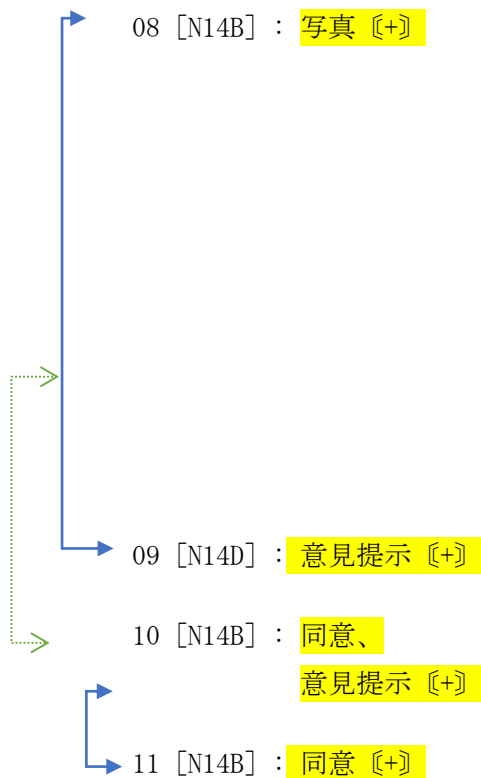 08 [N14B] : 写真〔+〕
09 [N14D] : 意見提示〔+〕
10 [N14B] : 同意、
意見提示〔+〕
11 [N14B] : 同意〔+〕